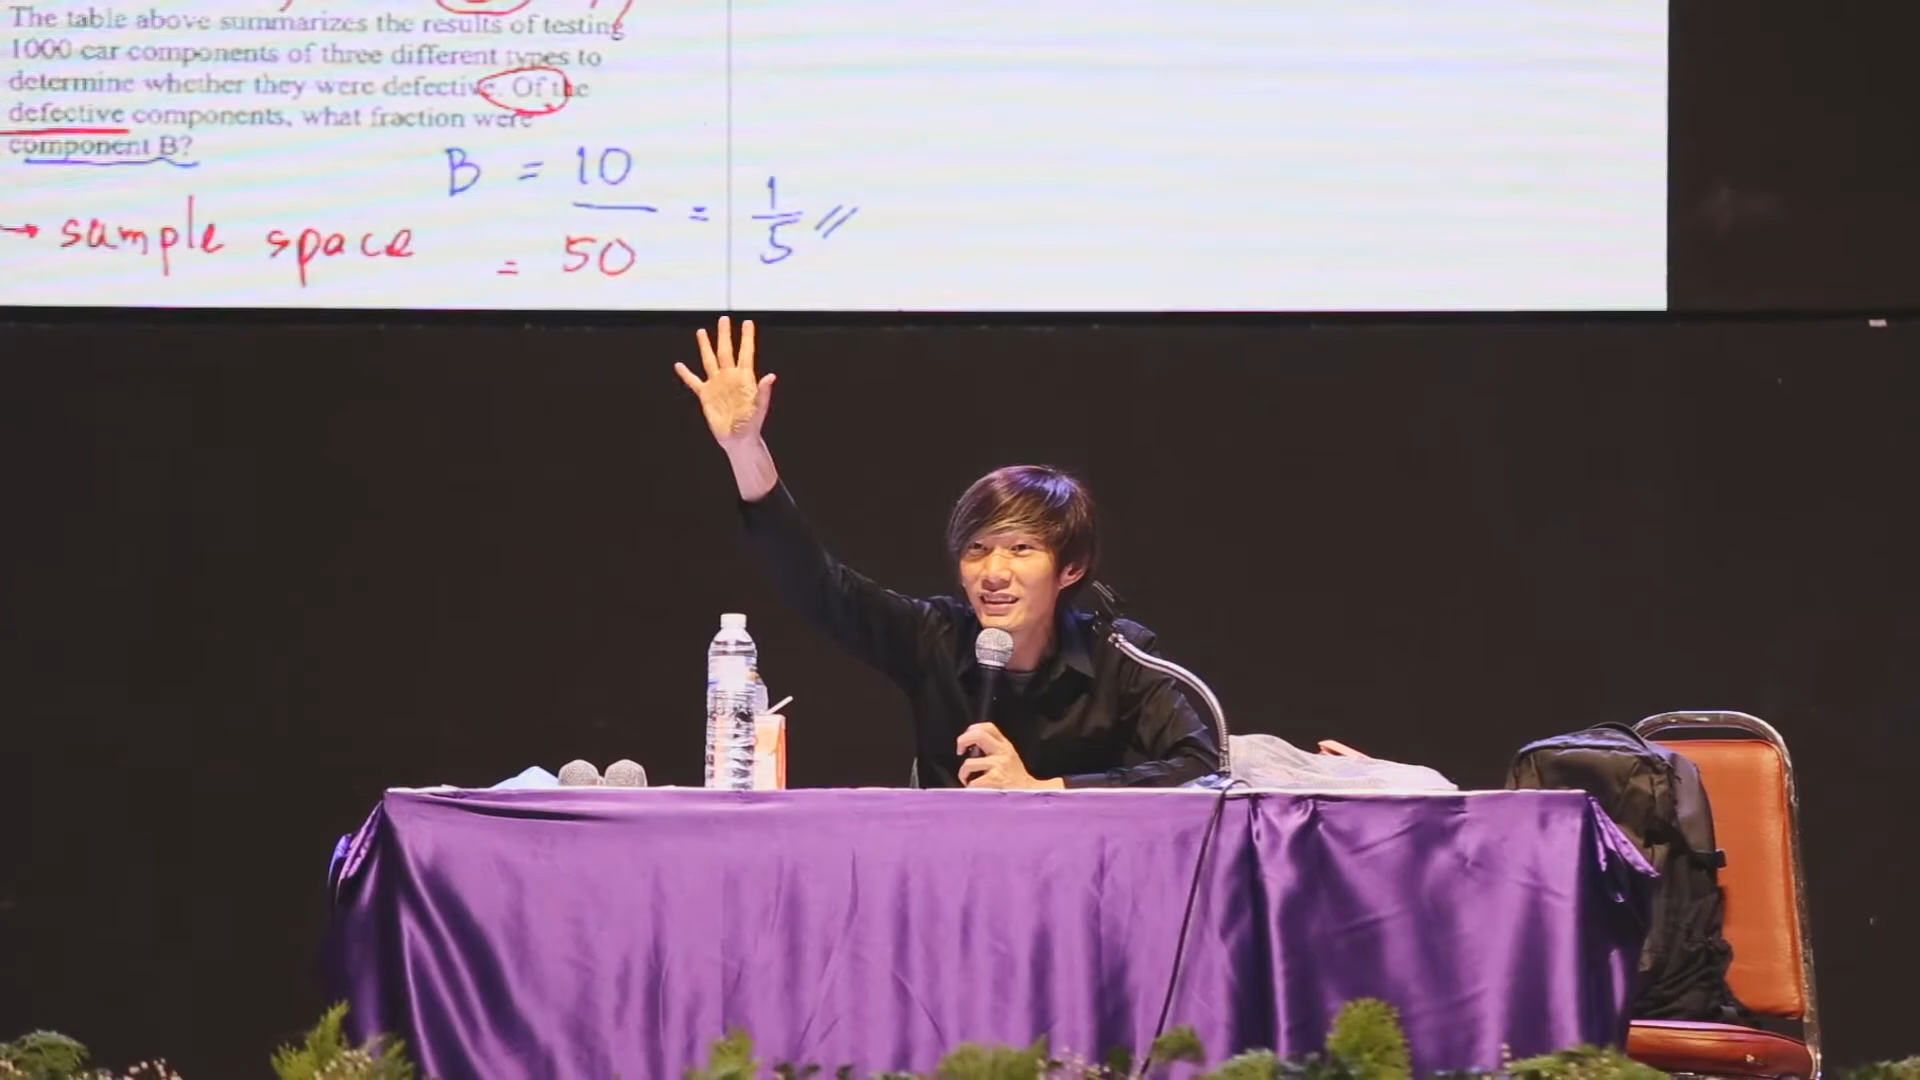 The table above summarizes the results of testing
1000 car components of three different types to
determine whether they were defective. Of the
defective components, what fraction were
component B?
B = 10
= 1/5 //
→ sample space = 50